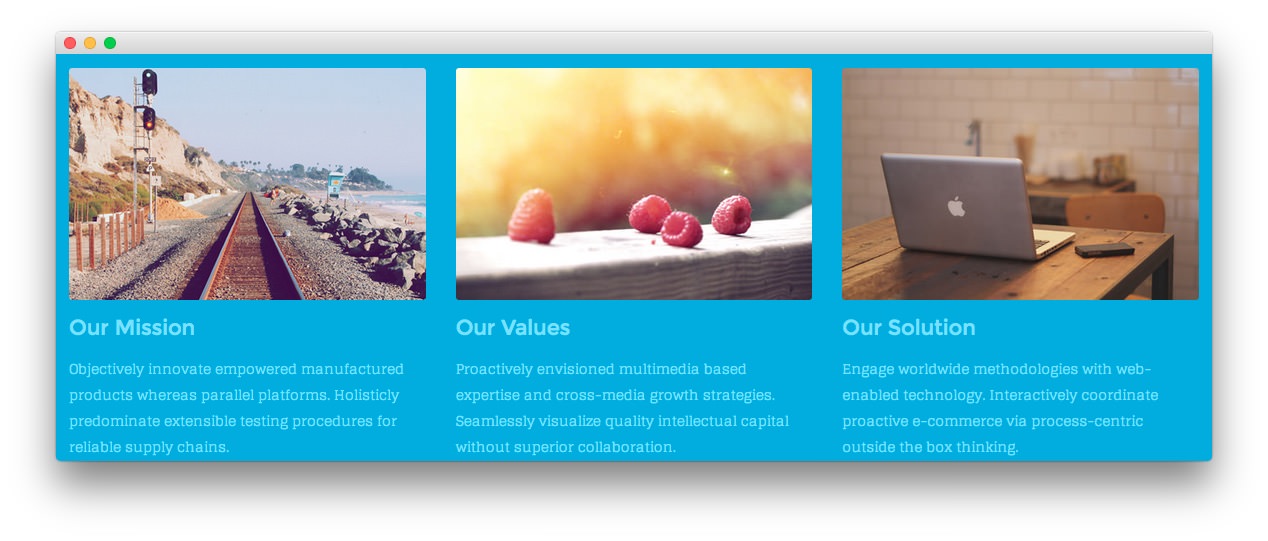 Our Mission
Objectively innovate empowered manufactured
products whereas parallel platforms. Holisticly
predominate extensible testing procedures for
reliable supply chains.
Our Values
Proactively envisioned multimedia based
expertise and cross-media growth strategies.
Seamlessly visualize quality intellectual capital
without superior collaboration.
Our Solution
Engage worldwide methodologies with web-
enabled technology. Interactively coordinate
proactive e-commerce via process-centric
outside the box thinking.